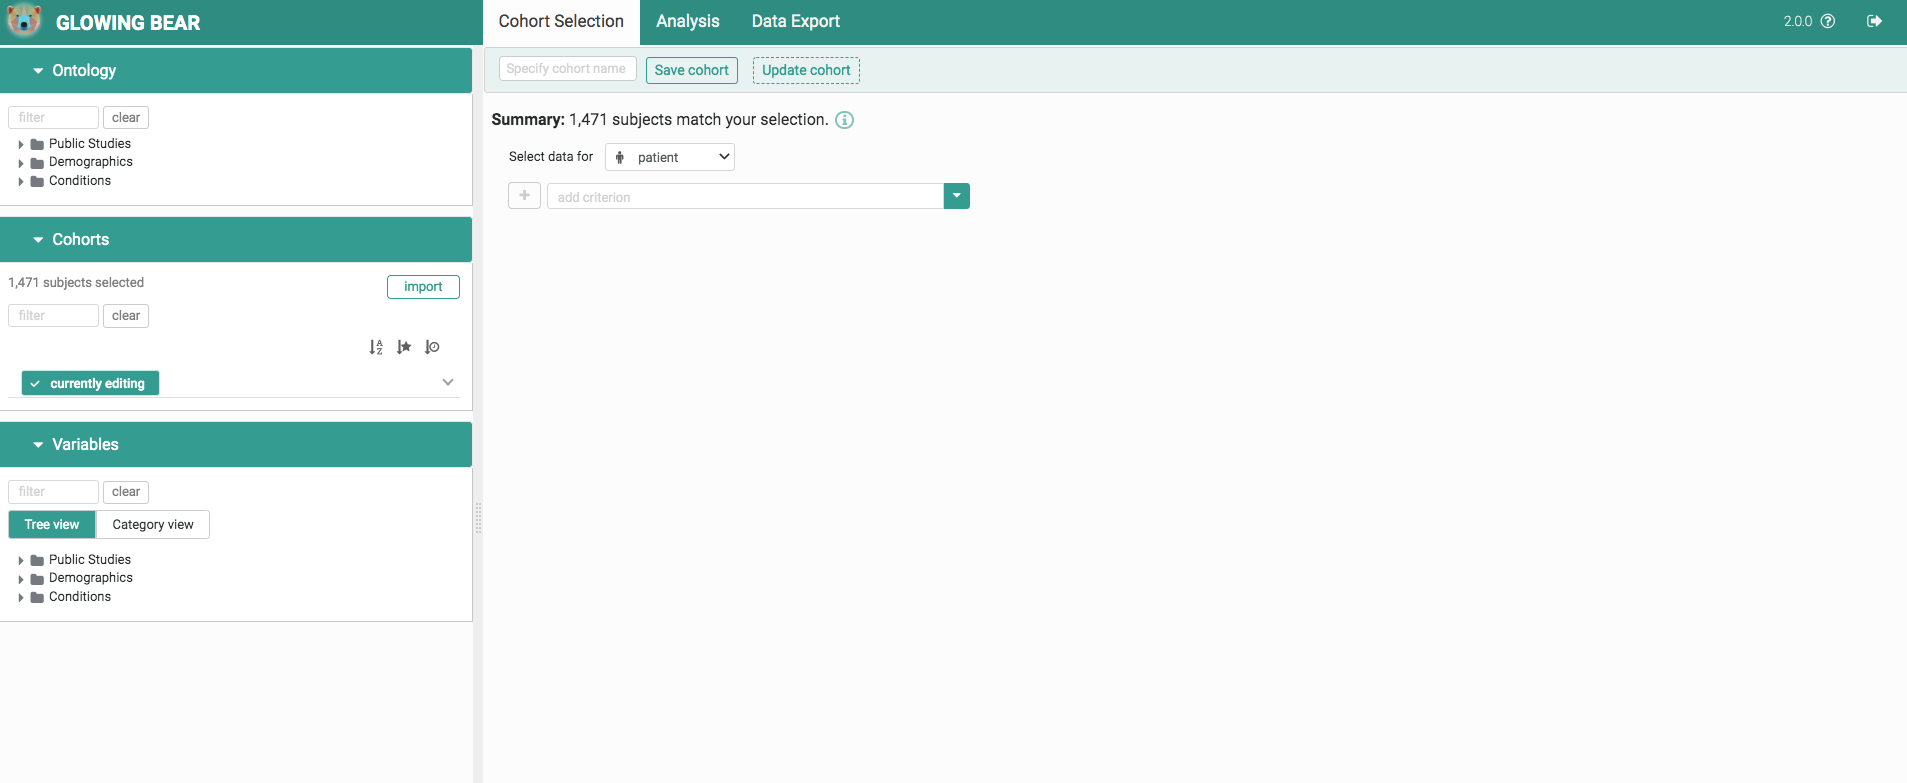 GLOWING BEAR
Cohort Selection
Analysis
Data Export
2.0.0
Ontology
filter
clear
Public Studies
Demographics
Conditions
Cohorts
1,471 subjects selected
import
filter
clear
currently editing
Variables
filter
clear
Tree view
Category view
Public Studies
Demographics
Conditions
Specify cohort name
Save cohort
Update cohort
Summary: 1,471 subjects match your selection.
Select data for
patient
add criterion